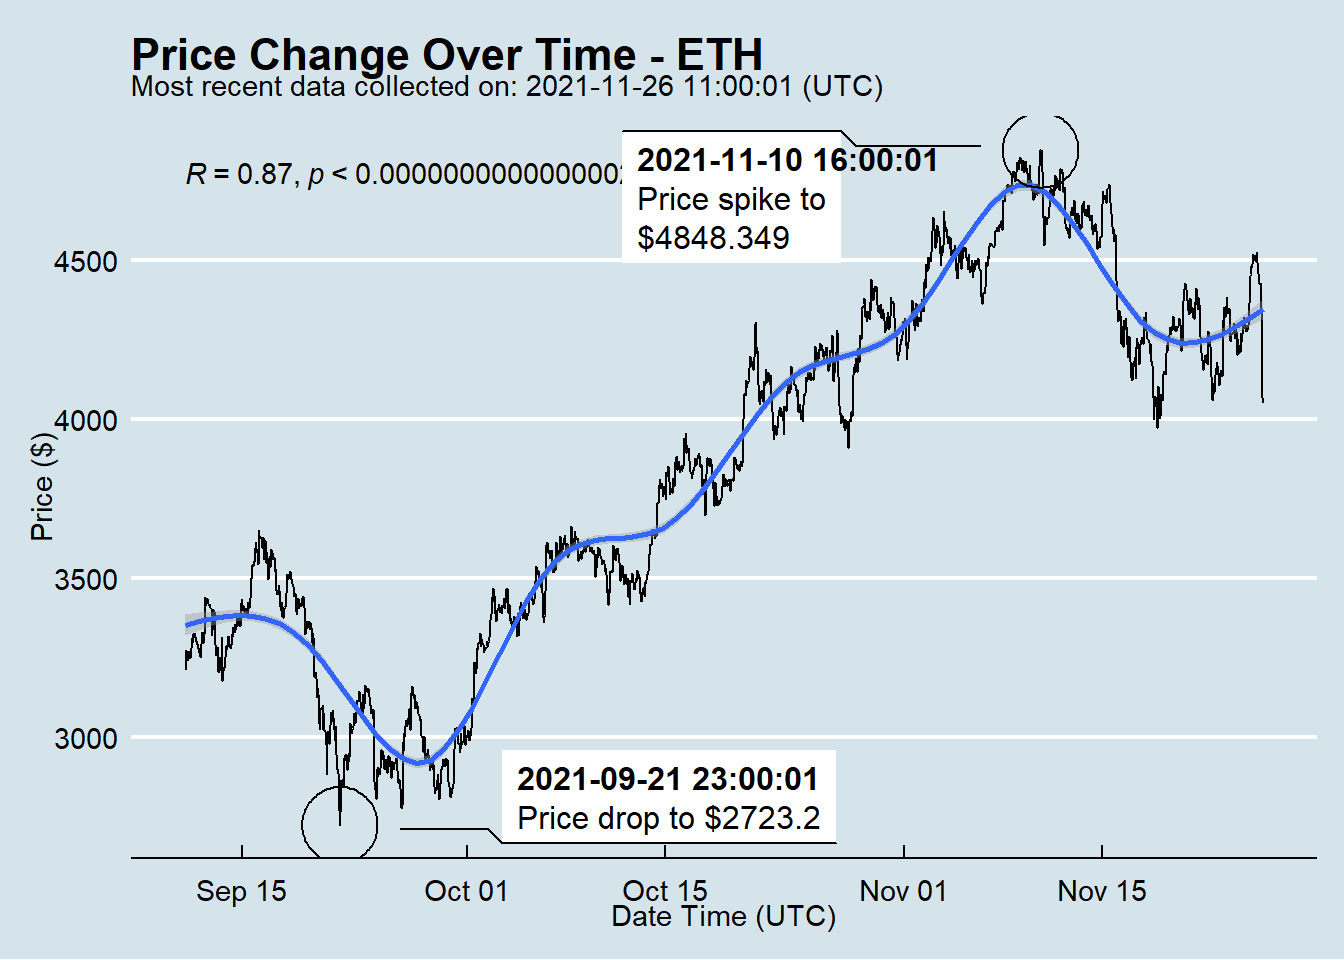 Price Change Over Time - ETH
Most recent data collected on: 2021-11-26 11:00:01 (UTC)
R = 0.87, p < 0.0000000000000002
2021-11-10 16:00:01
Price spike to
$4848.349
4500
4000
3500
3000
Price ($)
2021-09-21 23:00:01
Price drop to $2723.2
Sep 15
Oct 01
Oct 15
Nov 01
Nov 15
Date Time (UTC)